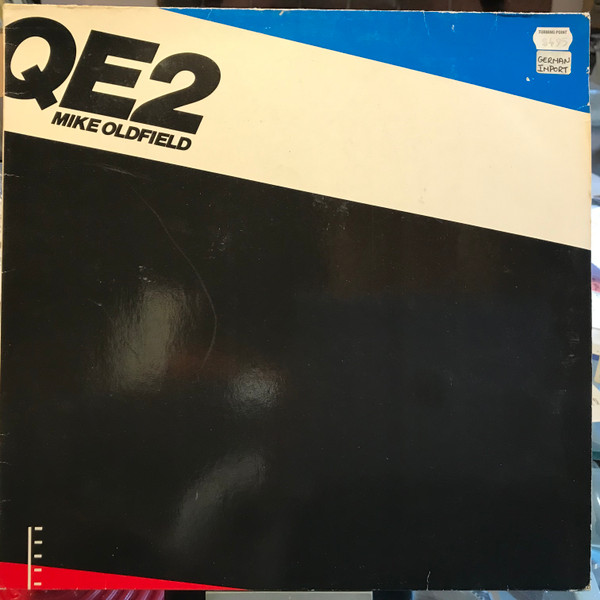 QE2
MIKE OLDFIELD
GERMAN
IMPORT